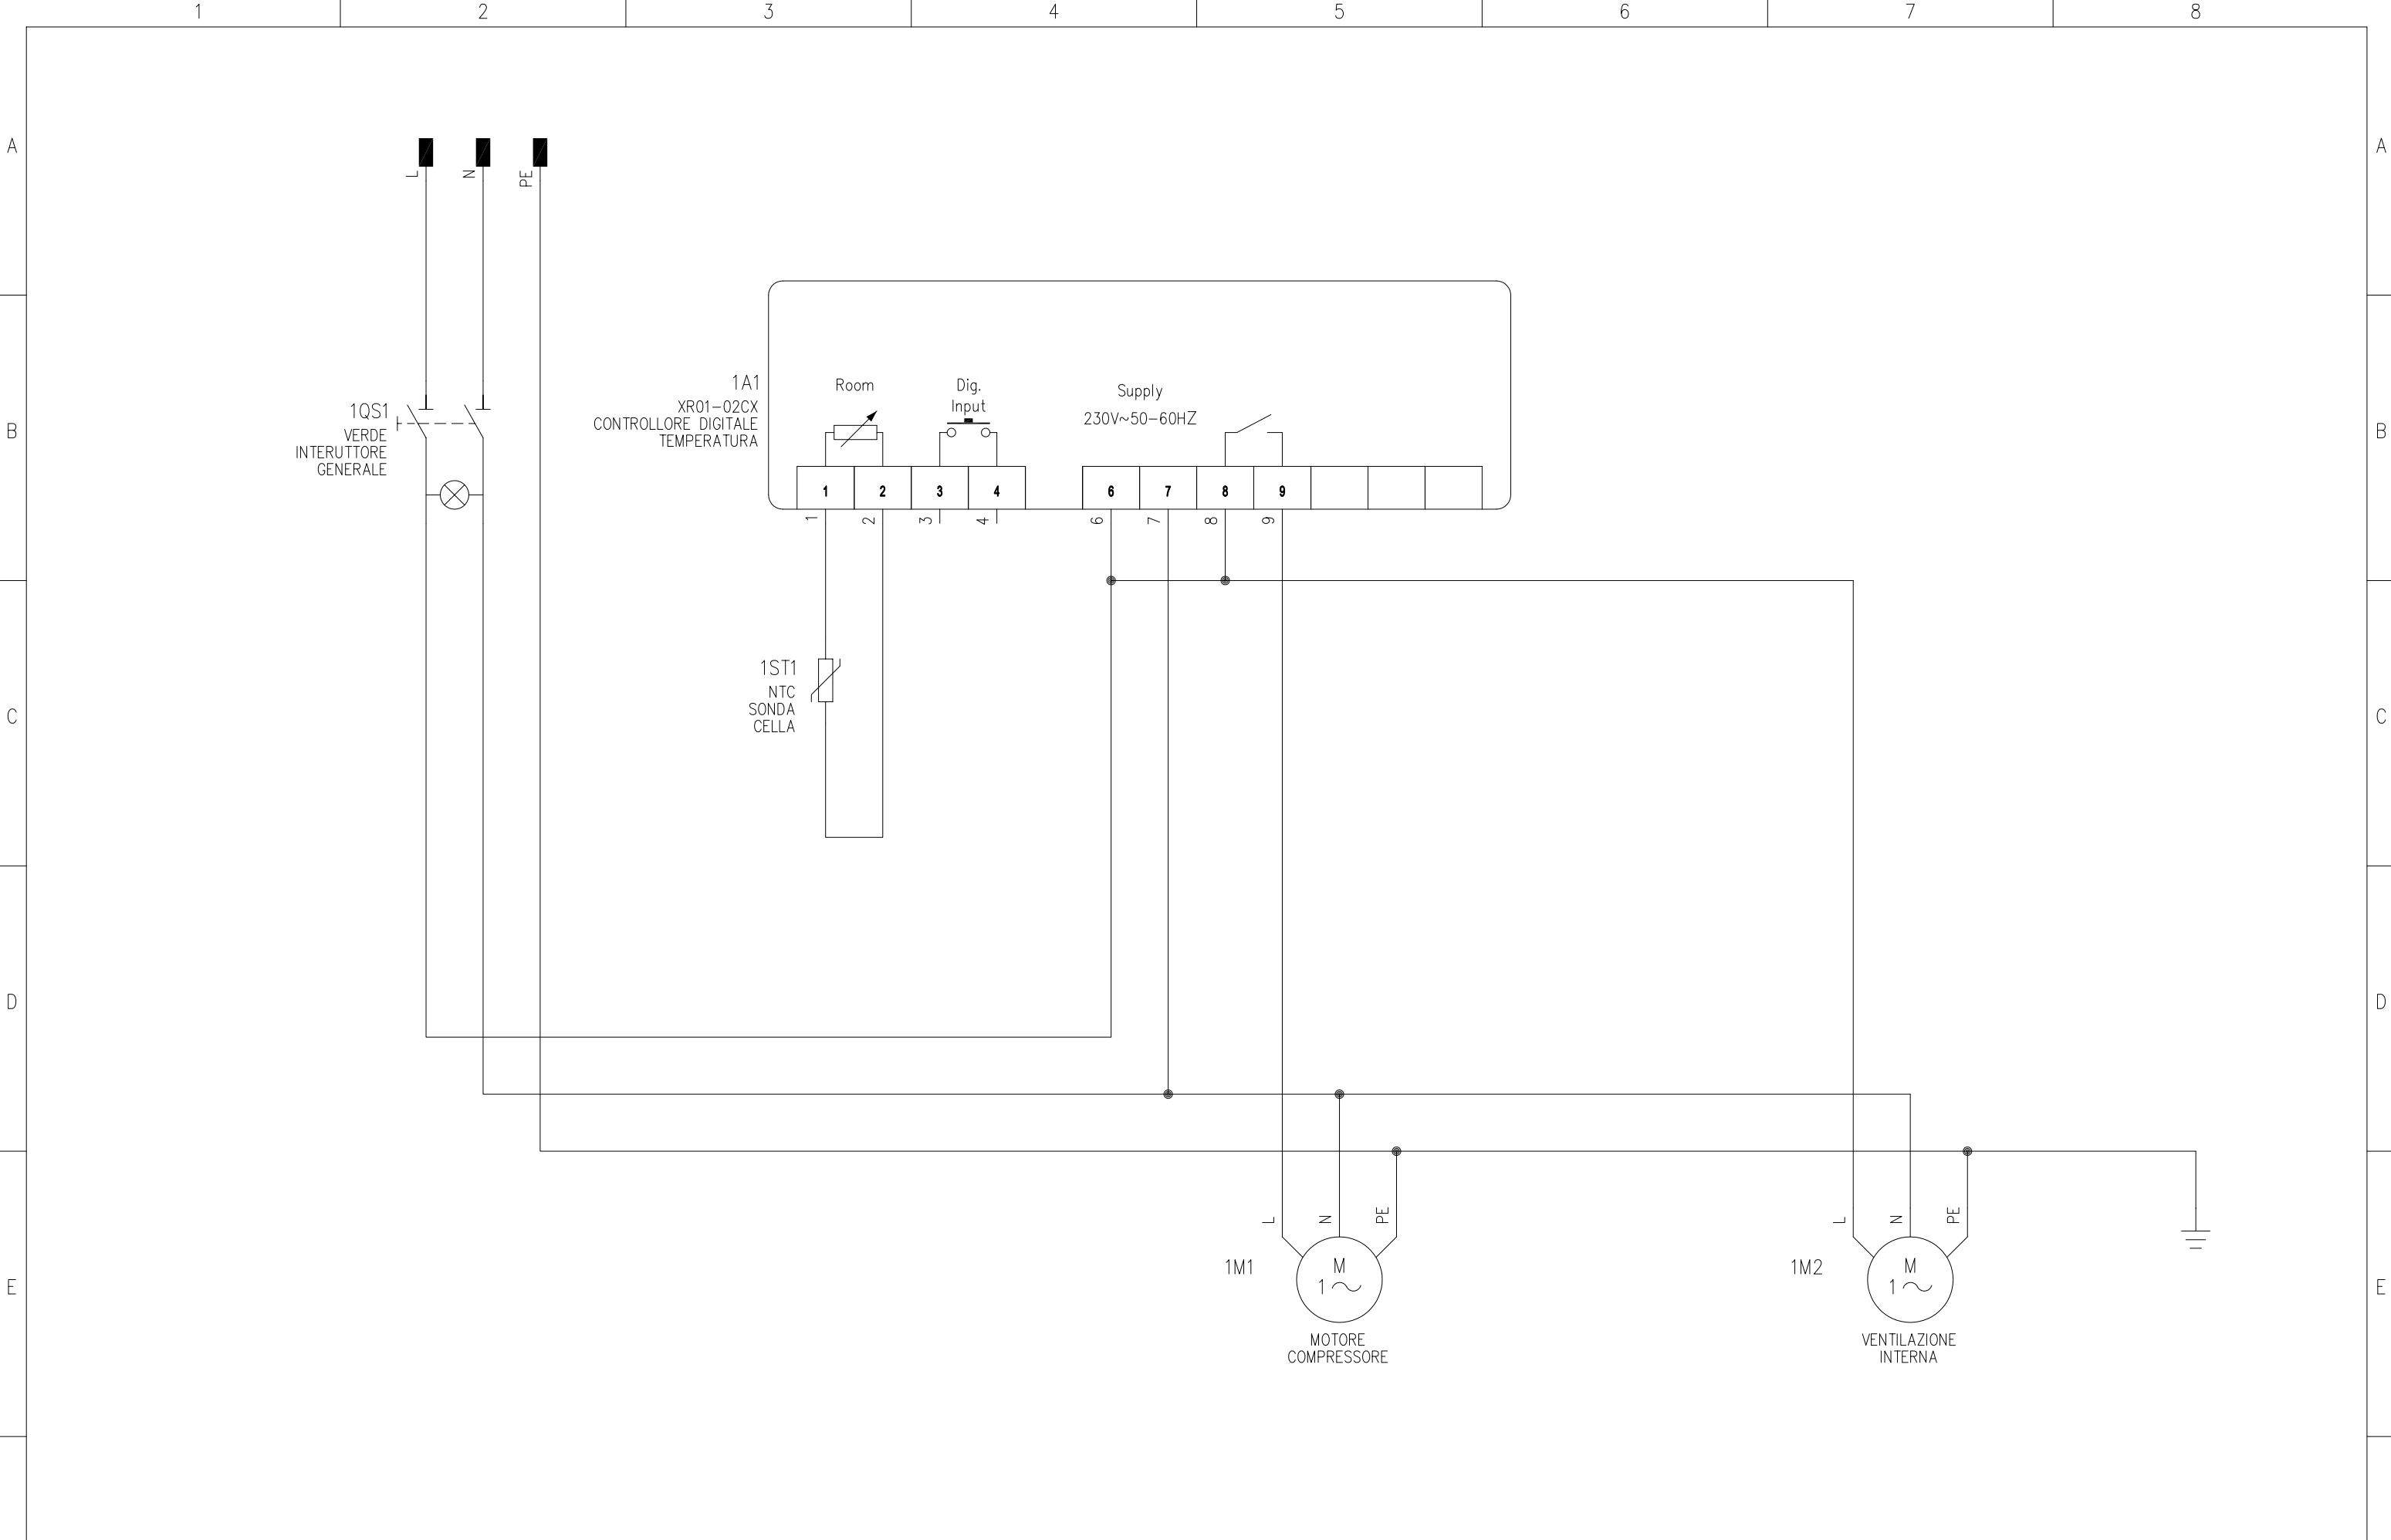 1 2 3 4 5 6 7 8
A A
L N PE
1A1
XR01-02CX
CONTROLLORE DIGITALE
TEMPERATURA
Room
Dig.
Input
Supply
230V~50-60HZ
1QS1
VERDE
INTERUTTORE
GENERALE
B B
1 2 3 4 6 7 8 9
1 2 3 4 6 7 8 9
1ST1
NTC
SONDA
CELLA
C C
D D
L N PE L N PE
1M1
M
1
MOTORE
COMPRESSORE
1M2
M
1
VENTILAZIONE
INTERNA
E E